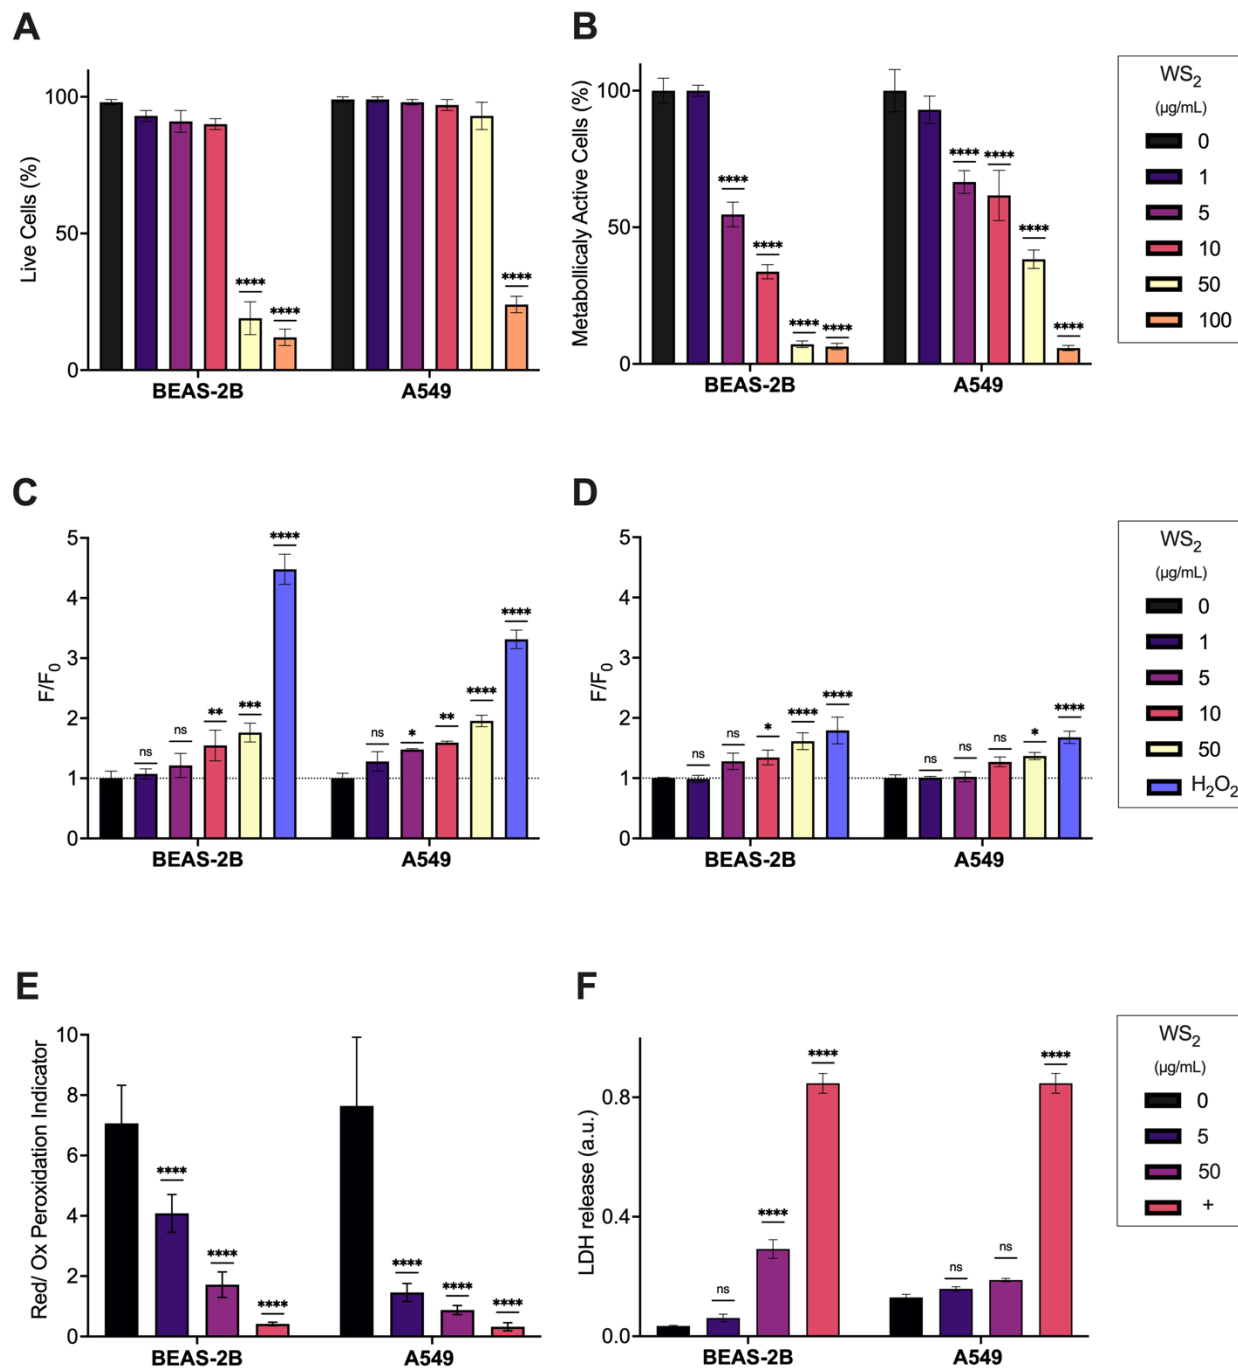 A
Live Cells (%)
100
50
0
****
****
****
BEAS-2B
A549
B
Metabollicaly Active Cells (%)
100
50
0
****
****
****
****
****
****
****
****
BEAS-2B
A549
WS2
(µg/mL)
0
1
5
10
50
100
C
F/F0
5
4
3
2
1
0
ns
ns
**
***
****
ns
*
**
****
****
BEAS-2B
A549
D
F/F0
5
4
3
2
1
0
ns
ns
*
****
****
ns
ns
ns
*
****
BEAS-2B
A549
WS2
(µg/mL)
0
1
5
10
50
H2O2
E
Red/ Ox Peroxidation Indicator
10
8
6
4
2
0
****
****
****
****
****
****
BEAS-2B
A549
F
LDH release (a.u.)
0.8
0.4
0.0
ns
****
****
ns
ns
****
BEAS-2B
A549
WS2
(µg/mL)
0
5
50
+